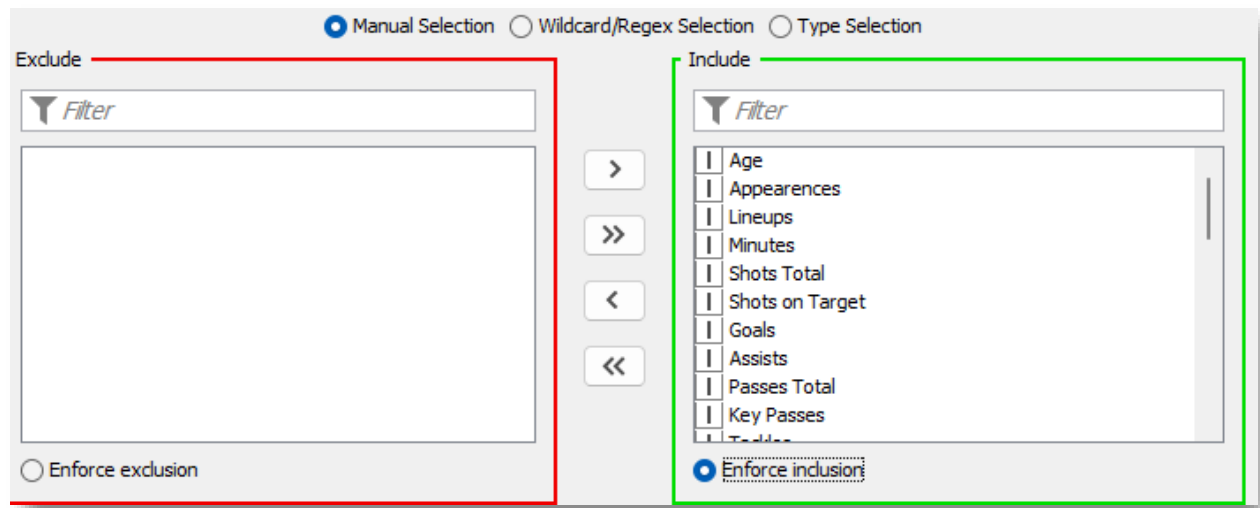 Manual Selection Wildcard/Regex Selection Type Selection
Exclude
Include
Filter
Filter
>
>>
<
<<
I Age
I Appearences
I Lineups
I Minutes
I Shots Total
I Shots on Target
I Goals
I Assists
I Passes Total
I Key Passes
I Tackles
Enforce exclusion
Enforce inclusion